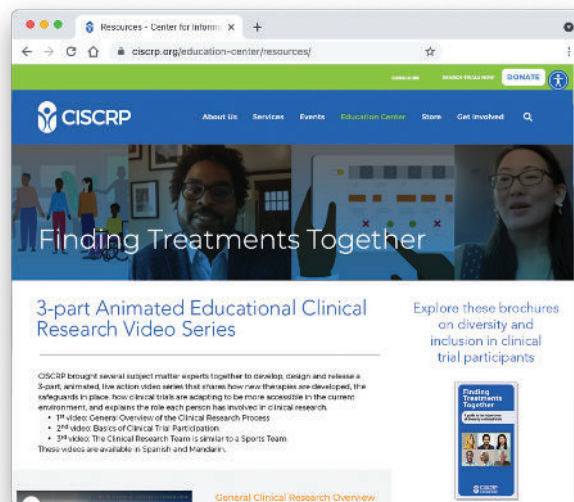 Resources - Center for Inform
ciscrp.org/education-center/resources/
SEARCH TRIALS NOW
DONATE
CISCRP
About Us Services Events Education Center Store Get Involved
Finding Treatments Together
3-part Animated Educational Clinical
Research Video Series
CISCRP brought several subject matter experts together to develop, design and release a
3-part, animated, live action video series that shares how new therapies are developed, the
safeguards in place, how clinical trials are adapting to be more accessible in the current
environment, and explains the role each person has involved in clinical research.
• 1st video: General Overview of the Clinical Research Process
• 2nd video: Basics of Clinical Trial Participation
• 3rd video: The Clinical Research Team is similar to a Sports Team
These videos are available in Spanish and Mandarin.
Explore these brochures
on diversity and
inclusion in clinical
trial participants
Finding
Treatments
Together
CISCRP
General Clinical Research Overview